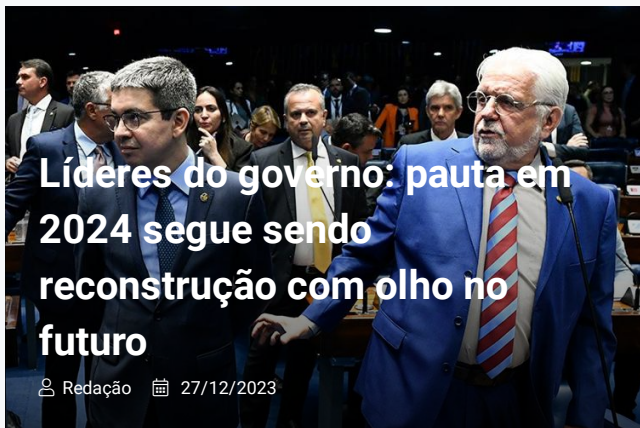 Líderes do governo: pauta em
2024 segue sendo
reconstrução com olho no
futuro
Redação 27/12/2023